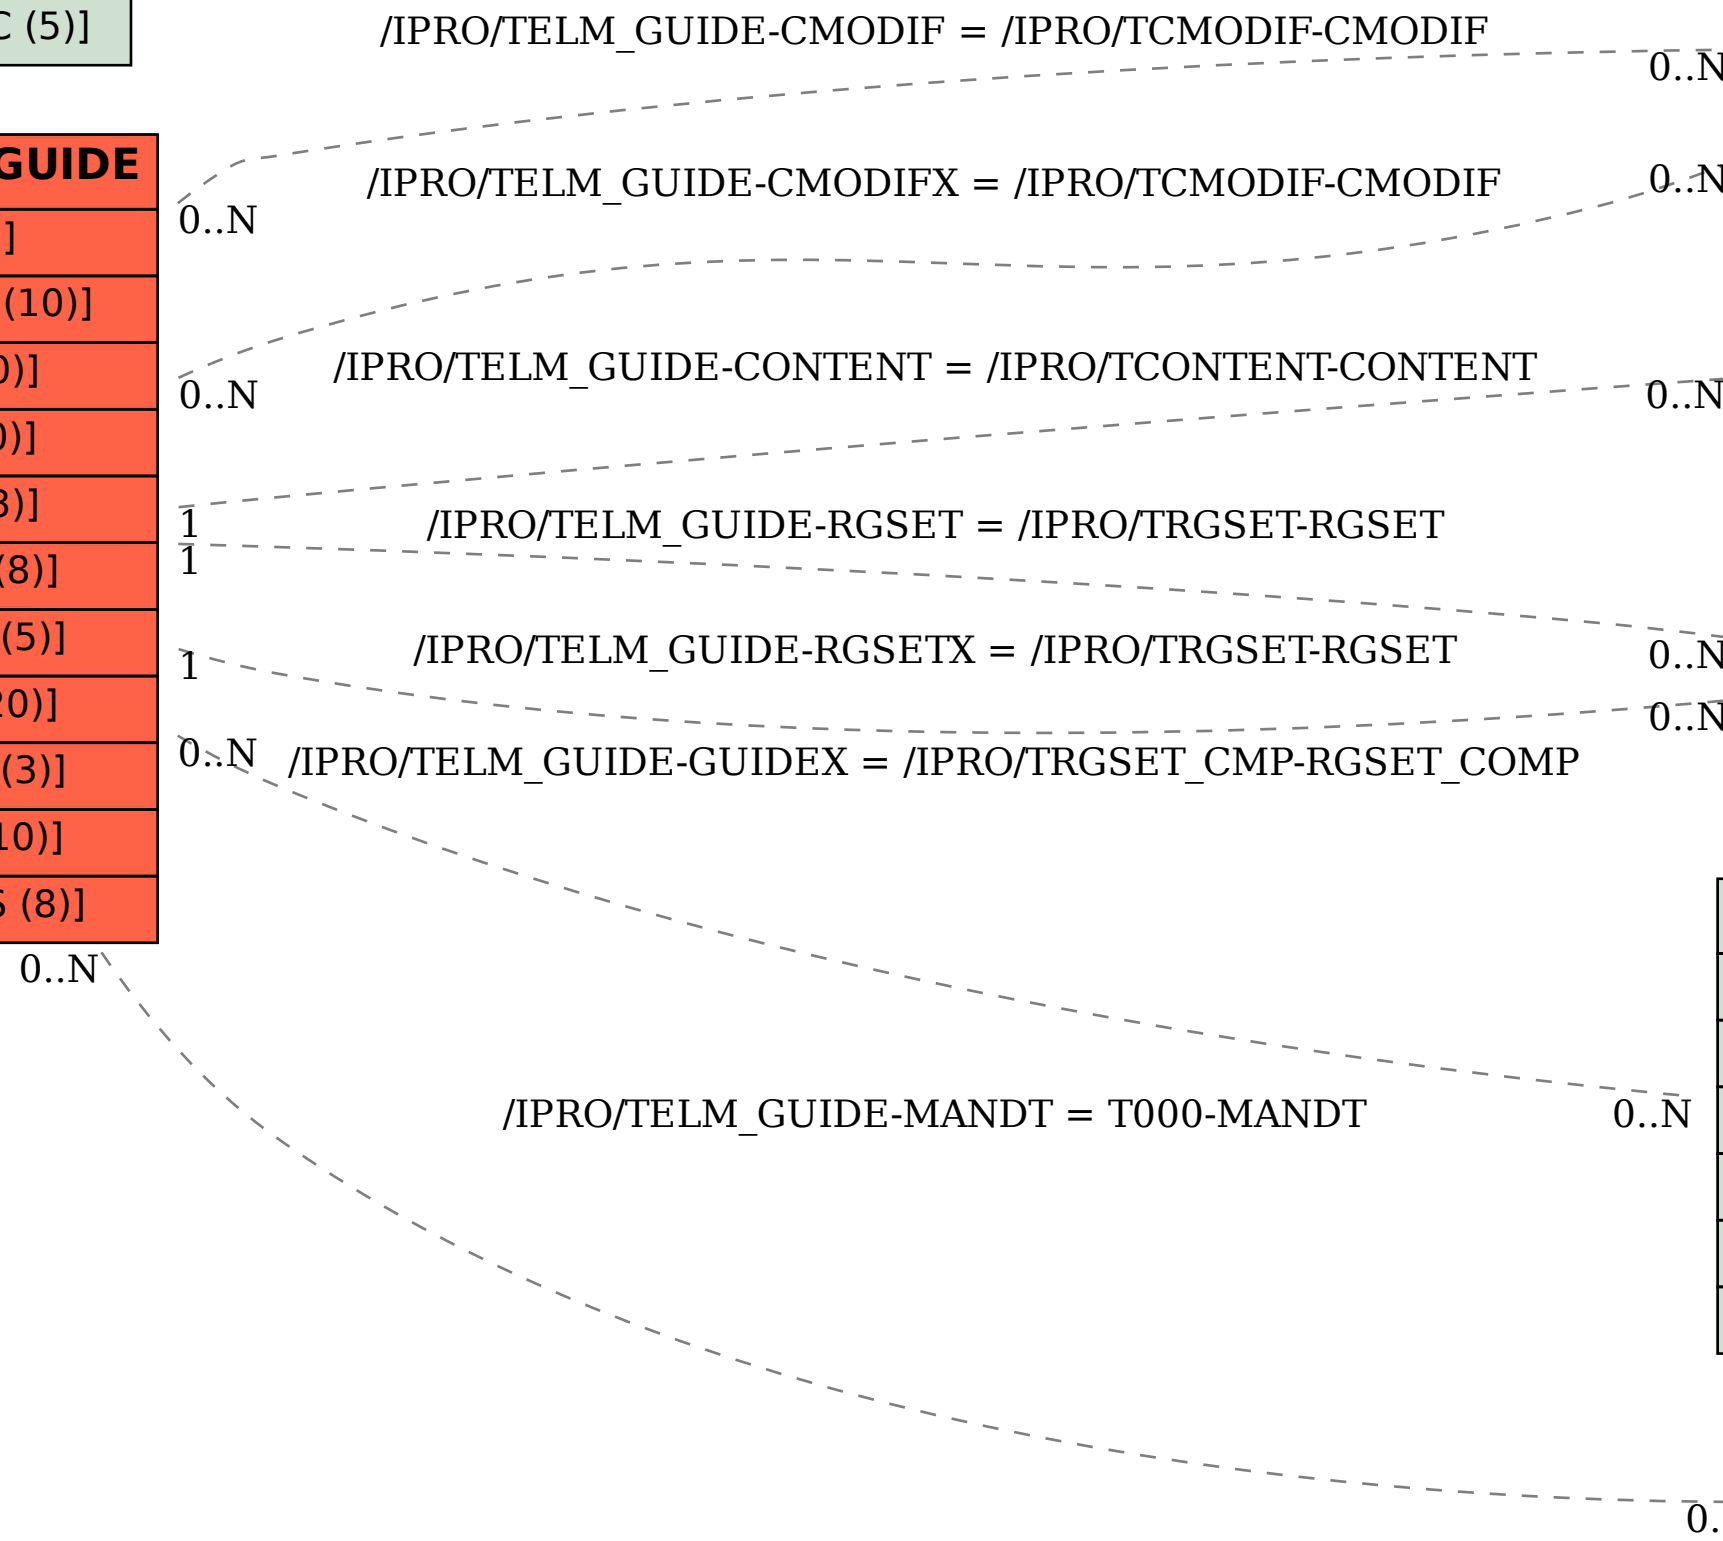 C (5)]
/IPRO/TELM_GUIDE-CMODIF = /IPRO/TCMODIF-CMODIF
0..N
GUIDE
/IPRO/TELM_GUIDE-CMODIFX = /IPRO/TCMODIF-CMODIF
0..N
0..N
]
(10)]
/IPRO/TELM_GUIDE-CONTENT = /IPRO/TCONTENT-CONTENT
0)]
0..N
0..N
0)]
3)]
1
/IPRO/TELM_GUIDE-RGSET = /IPRO/TRGSET-RGSET
1
(8)]
(5)]
/IPRO/TELM_GUIDE-RGSETX = /IPRO/TRGSET-RGSET
0..N
1
20)]
0..N
0..N
/IPRO/TELM_GUIDE-GUIDEX = /IPRO/TRGSET_CMP-RGSET_COMP
(3)]
10)]
S (8)]
0..N
/IPRO/TELM_GUIDE-MANDT = T000-MANDT
0..N
0.